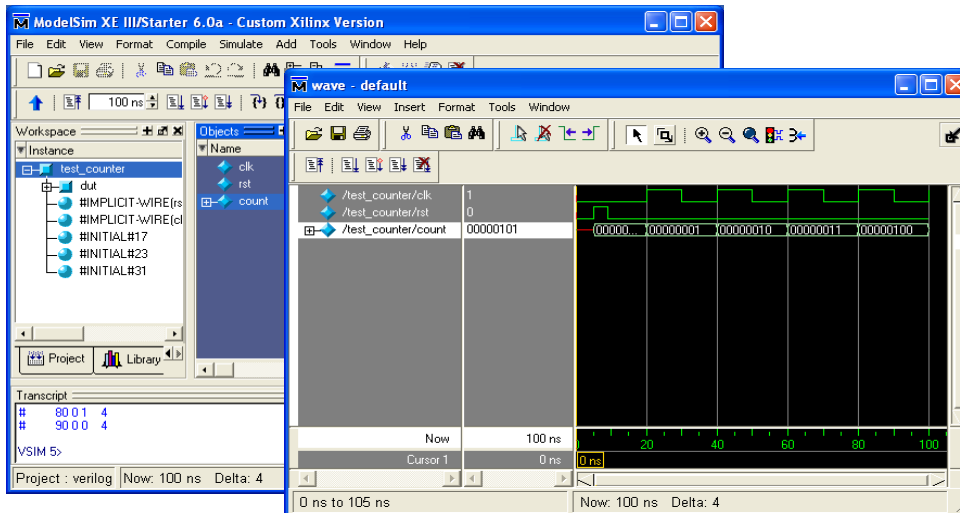 ModelSim XE III/Starter 6.0a - Custom Xilinx Version
File Edit View Format Compile Simulate Add Tools Window Help
100 ns
Workspace
Instance
test_counter
dut
#IMPLICIT-WIRE(rs
#IMPLICIT-WIRE(cl
#INITIAL#17
#INITIAL#23
#INITIAL#31
Project Library
Objects
Name
clk
rst
count
Transcript
# 80 0 1 4
# 90 0 0 4
VSIM 5>
Project : verilog Now: 100 ns Delta: 4
wave - default
File Edit View Insert Format Tools Window
/test_counter/clk 1
/test_counter/rst 0
/test_counter/count 00000101 00000... 00000001 00000010 00000011 00000100
Now 100 ns 20 40 60 80 100
Cursor 1 0 ns 0 ns
0 ns to 105 ns Now: 100 ns Delta: 4